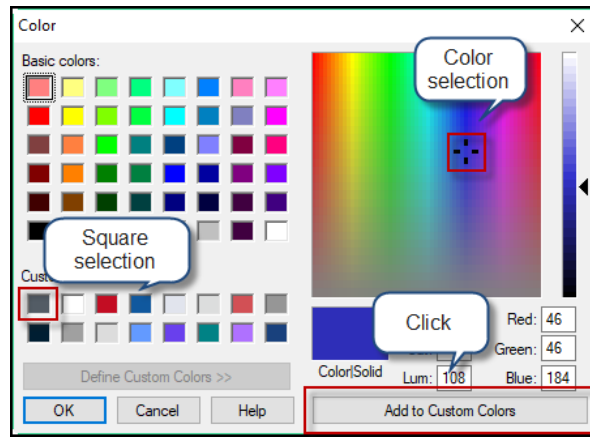 Color
Basic colors:
Color
selection
Square
selection
Click
Red: 46
Green: 46
Color|Solid
Lum: 108
Blue: 184
Define Custom Colors >>
OK
Cancel
Help
Add to Custom Colors